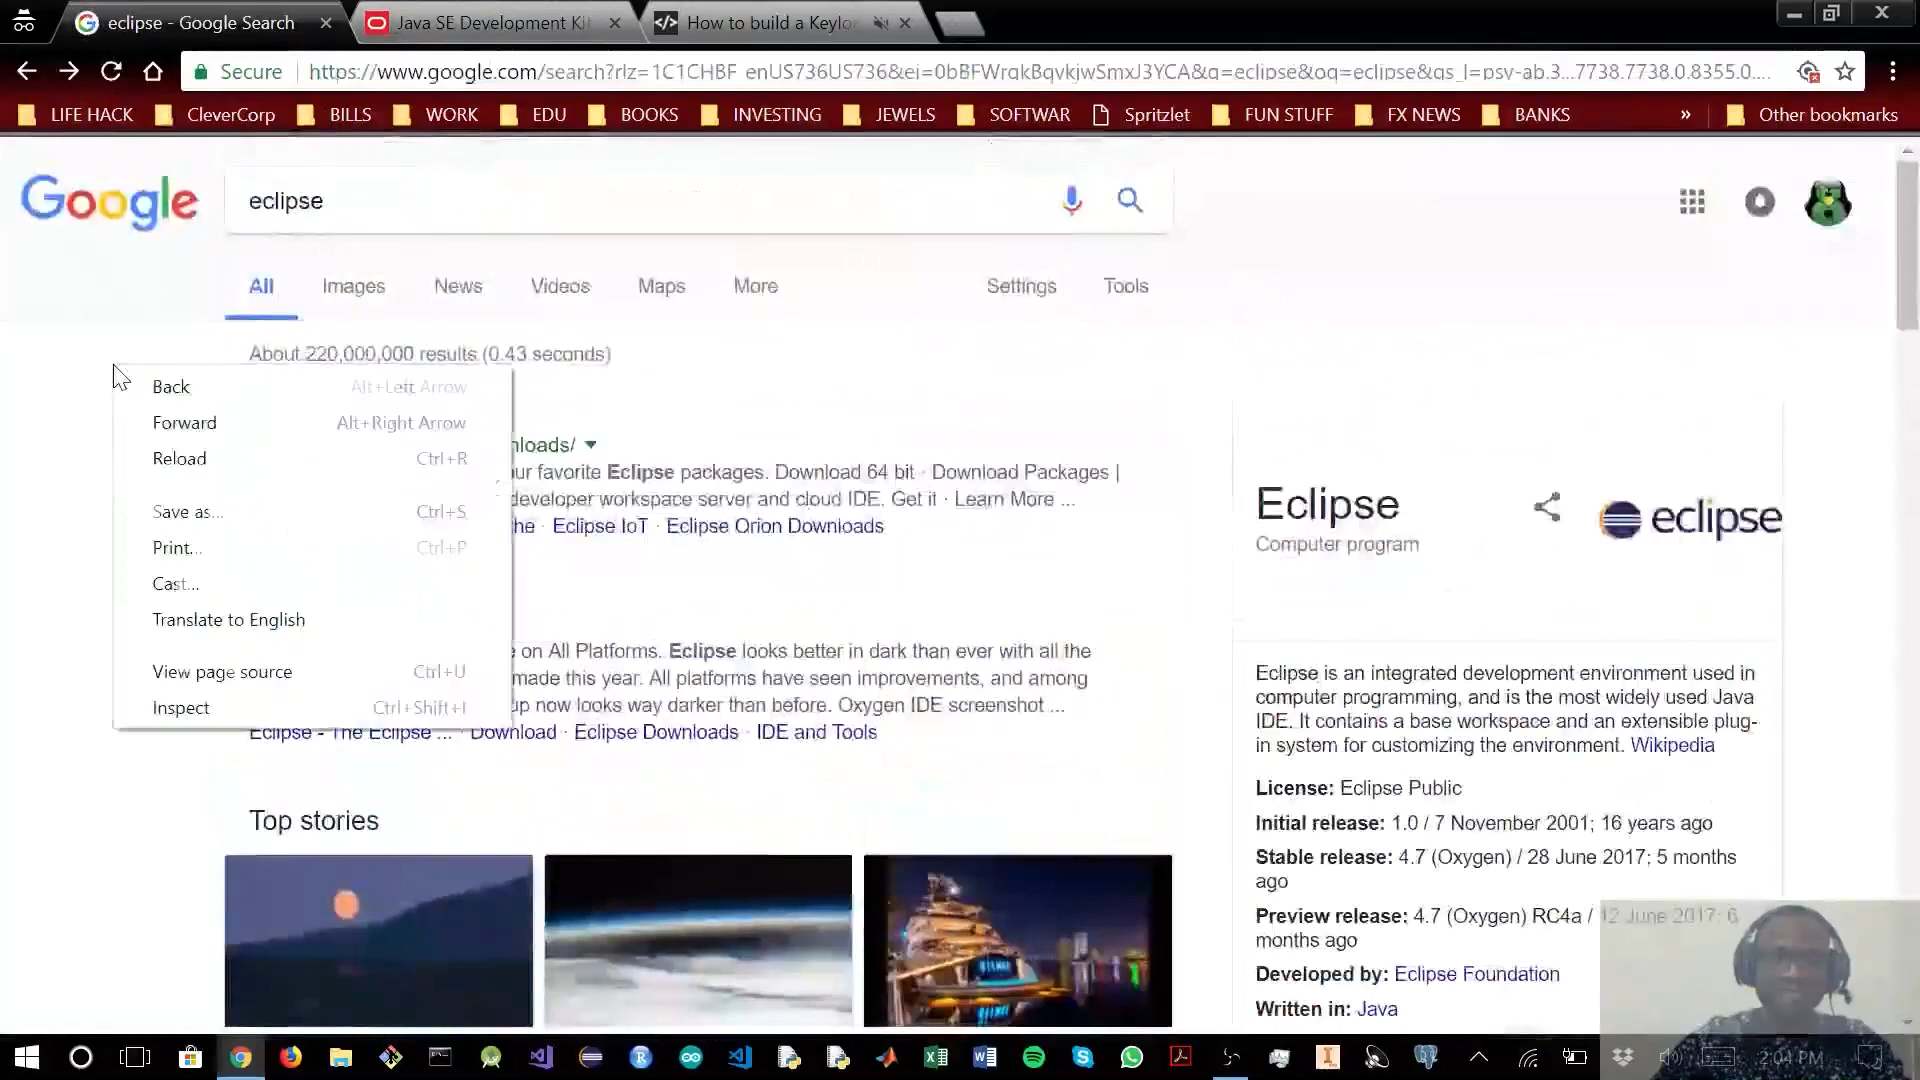 eclipse - Google Search
Java SE Development Ki
How to build a Keylo
Secure
https://www.google.com/search?rlz=1C1CHBF_enUS736US736&ei=0bBFWrqkBqvkjwSmxJ3YCA&q=eclipse&oq=eclipse&gs_l=psy-ab.3...7738.7738.0.8355.0....
LIFE HACK
CleverCorp
BILLS
WORK
EDU
BOOKS
INVESTING
JEWELS
SOFTWAR
Spritzlet
FUN STUFF
FX NEWS
BANKS
»
Other bookmarks
Google
eclipse
All
Images
News
Videos
Maps
More
Settings
Tools
About 220,000,000 results (0.43 seconds)
Back Alt+Left Arrow
Forward Alt+Right Arrow
Reload Ctrl+R
Save as... Ctrl+S
Print... Ctrl+P
Cast...
Translate to English
View page source Ctrl+U
Inspect Ctrl+Shift+I
nloads/
our favorite Eclipse packages. Download 64 bit · Download Packages |
developer workspace server and cloud IDE. Get it · Learn More ...
he · Eclipse IoT · Eclipse Orion Downloads
e on All Platforms. Eclipse looks better in dark than ever with all the
made this year. All platforms have seen improvements, and among
up now looks way darker than before. Oxygen IDE screenshot ...
Eclipse - The Eclipse ... · Download · Eclipse Downloads · IDE and Tools
Top stories
Eclipse
Computer program
eclipse
Eclipse is an integrated development environment used in
computer programming, and is the most widely used Java
IDE. It contains a base workspace and an extensible plug-
in system for customizing the environment. Wikipedia
License: Eclipse Public
Initial release: 1.0 / 7 November 2001; 16 years ago
Stable release: 4.7 (Oxygen) / 28 June 2017; 5 months
ago
Preview release: 4.7 (Oxygen) RC4a / 12 June 2017; 6
months ago
Developed by: Eclipse Foundation
Written in: Java
2:04 PM